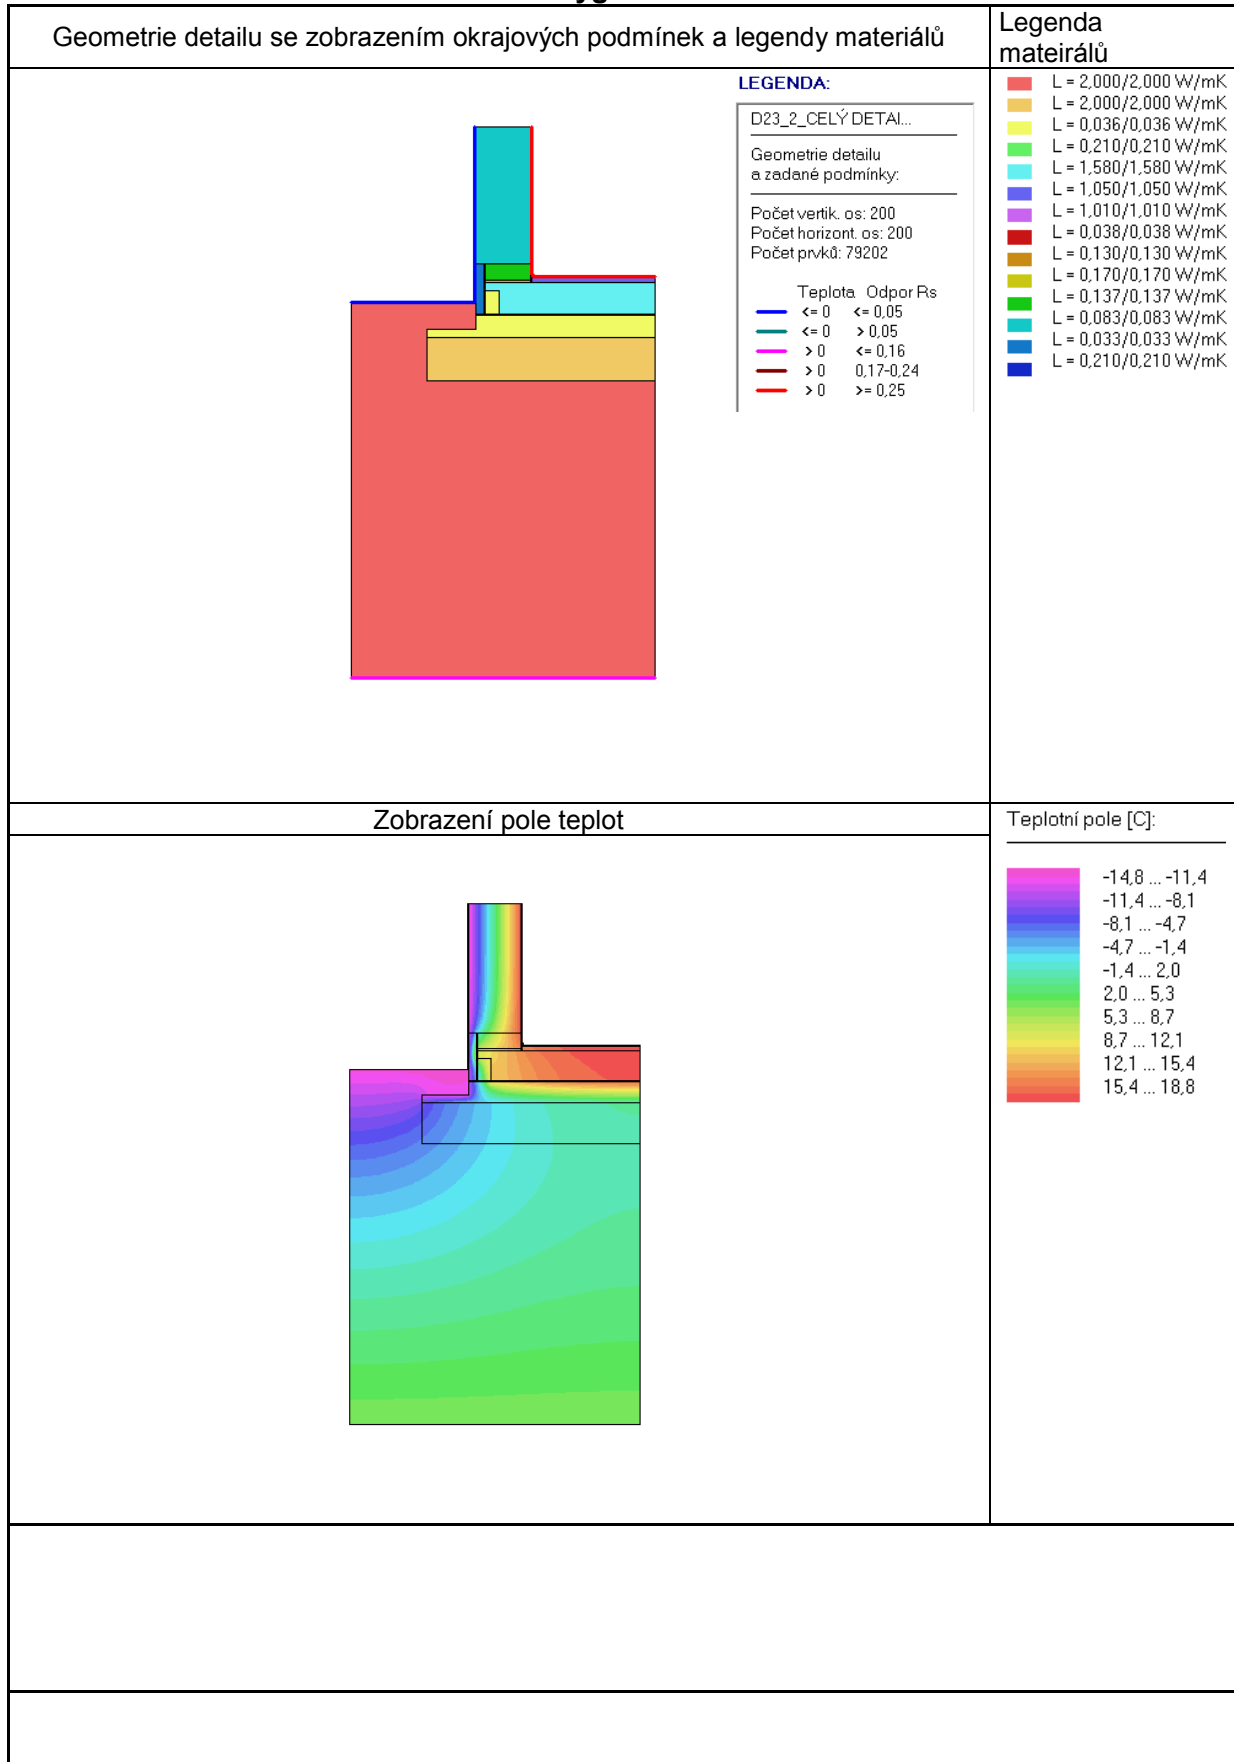 Geometrie detailu se zobrazením okrajových podmínek a legendy materiálů
Legenda
mateirálů
LEGENDA:
D23_2_CELÝ DETAI...
Geometrie detailu
a zadané podmínky:
Počet vertik. os: 200
Počet horizont. os: 200
Počet prvků: 79202
Teplota Odpor Rs
<= 0 <= 0,05
<= 0 > 0,05
> 0 <= 0,16
> 0 0,17-0,24
> 0 >= 0,25
L = 2,000/2,000 W/mK
L = 2,000/2,000 W/mK
L = 0,036/0,036 W/mK
L = 0,210/0,210 W/mK
L = 1,580/1,580 W/mK
L = 1,050/1,050 W/mK
L = 1,010/1,010 W/mK
L = 0,038/0,038 W/mK
L = 0,130/0,130 W/mK
L = 0,170/0,170 W/mK
L = 0,137/0,137 W/mK
L = 0,083/0,083 W/mK
L = 0,033/0,033 W/mK
L = 0,210/0,210 W/mK
Zobrazení pole teplot
Teplotní pole [C]:
-14,8 ... -11,4
-11,4 ... -8,1
-8,1 ... -4,7
-4,7 ... -1,4
-1,4 ... 2,0
2,0 ... 5,3
5,3 ... 8,7
8,7 ... 12,1
12,1 ... 15,4
15,4 ... 18,8